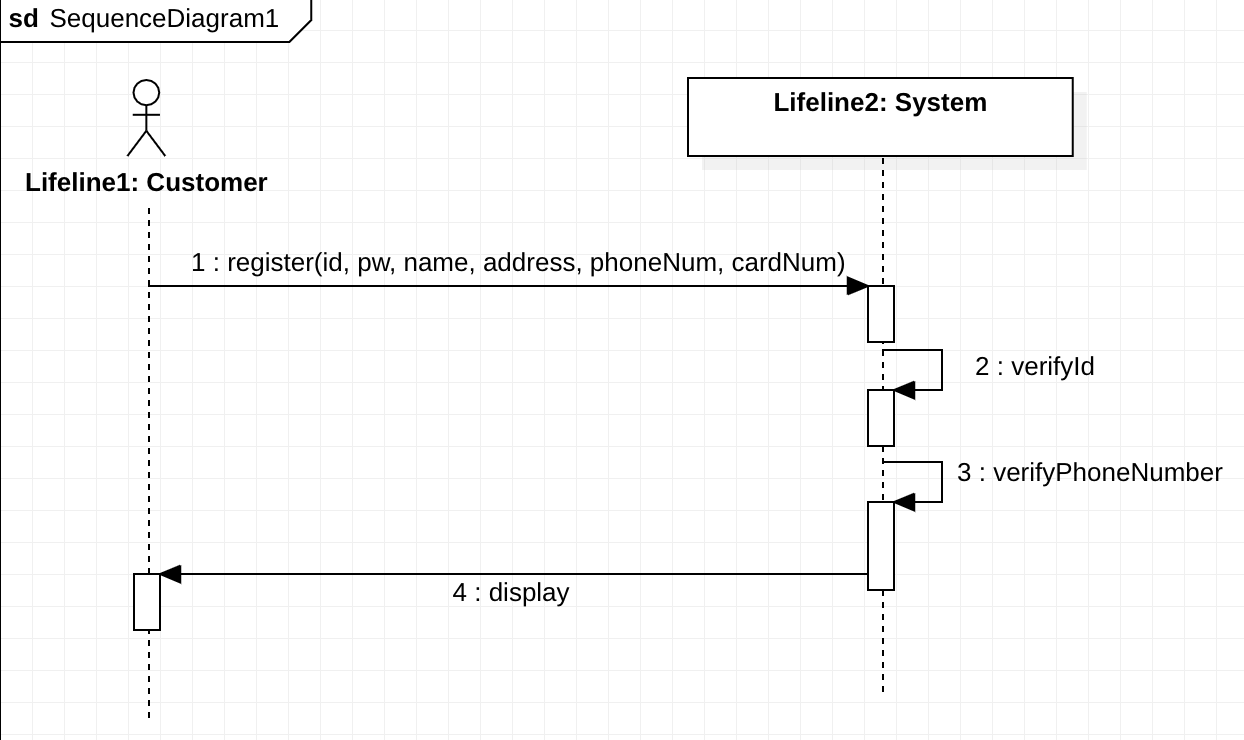 sd SequenceDiagram1
Lifeline2: System
Lifeline1: Customer
1 : register(id, pw, name, address, phoneNum, cardNum)
2 : verifyId
3 : verifyPhoneNumber
4 : display